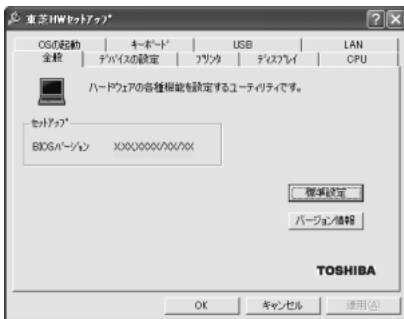 東芝HWセットアップ
OSの起動 キーボード USB LAN
全般 デバイスの設定 プリンタ ディスプレイ CPU
ハードウェアの各種機能を設定するユーティリティです。
セットアップ
BIOSバージョン
標準設定
バージョン情報
TOSHIBA
OK キャンセル 適用(A)